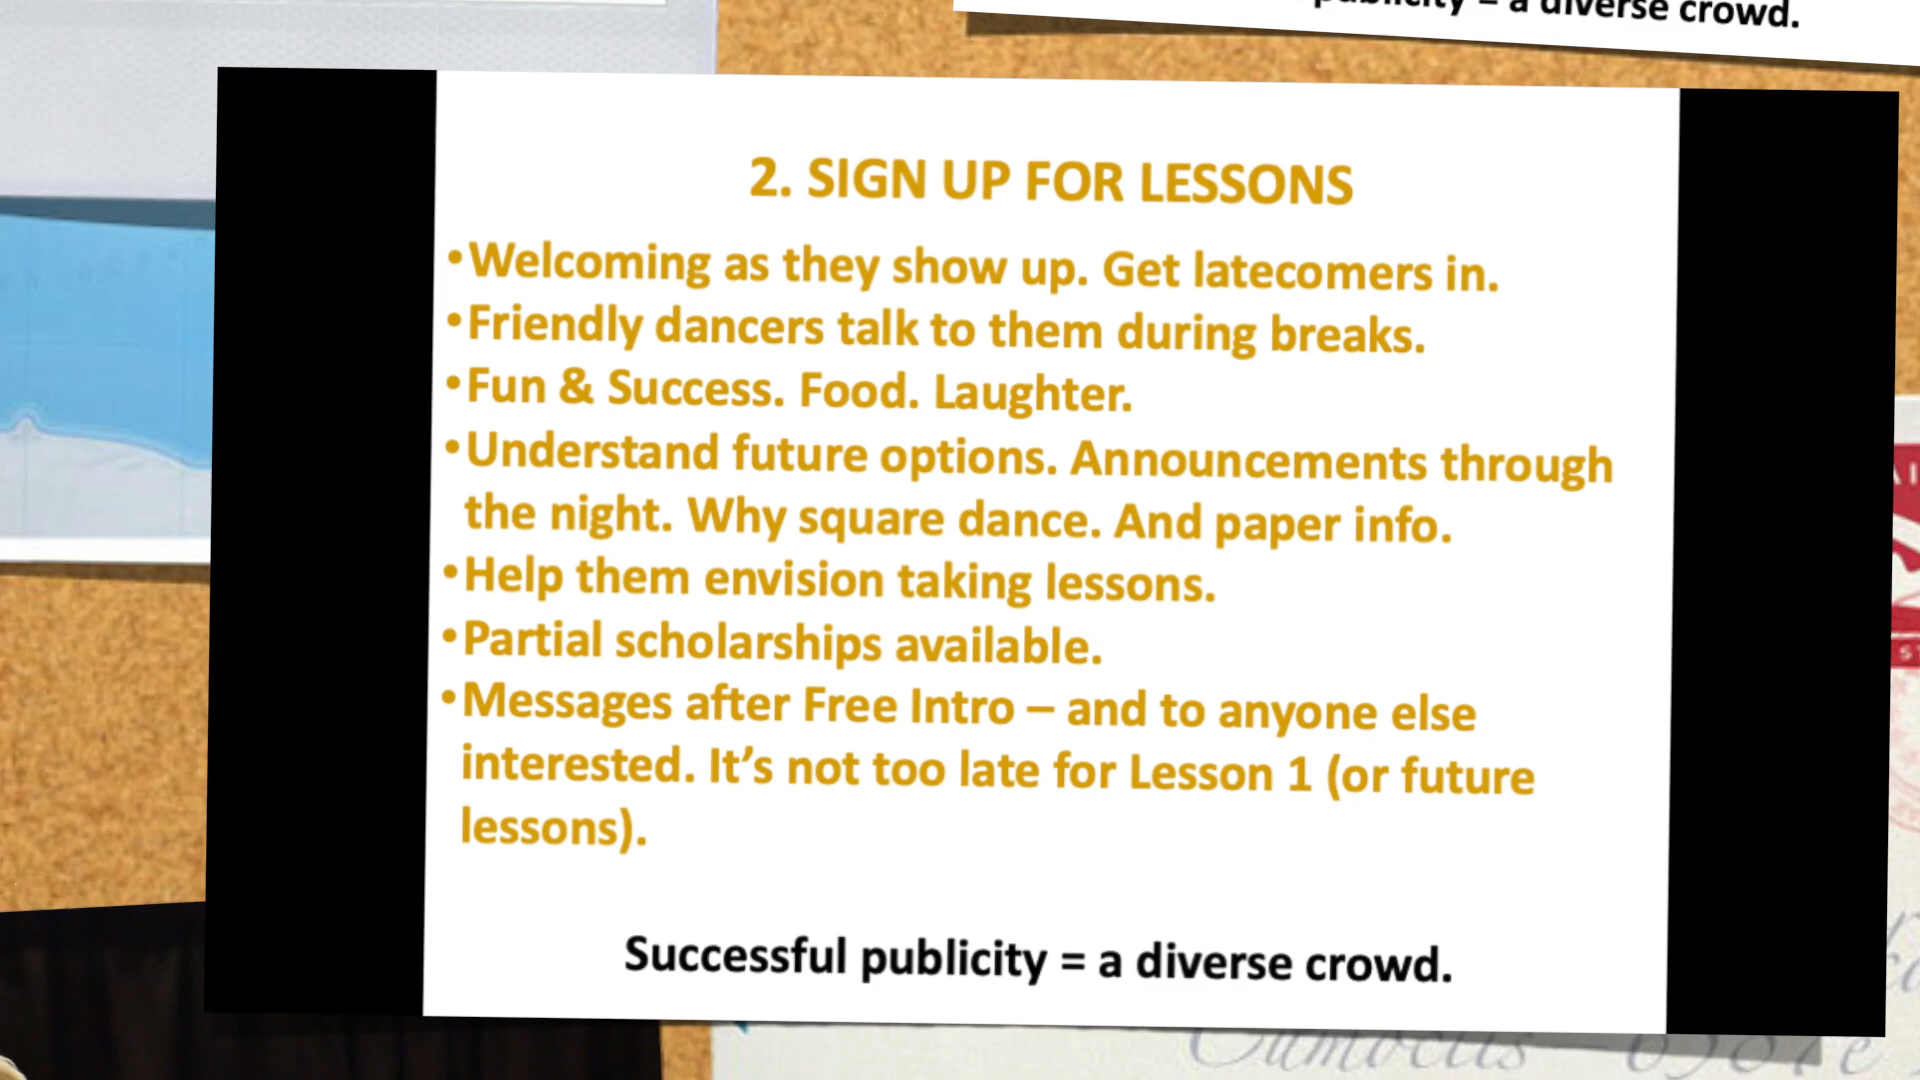 publicity = a diverse crowd.
2. SIGN UP FOR LESSONS
•Welcoming as they show up. Get latecomers in.
•Friendly dancers talk to them during breaks.
•Fun & Success. Food. Laughter.
•Understand future options. Announcements through
the night. Why square dance. And paper info.
•Help them envision taking lessons.
•Partial scholarships available.
•Messages after Free Intro – and to anyone else
interested. It’s not too late for Lesson 1 (or future
lessons).
Successful publicity = a diverse crowd.